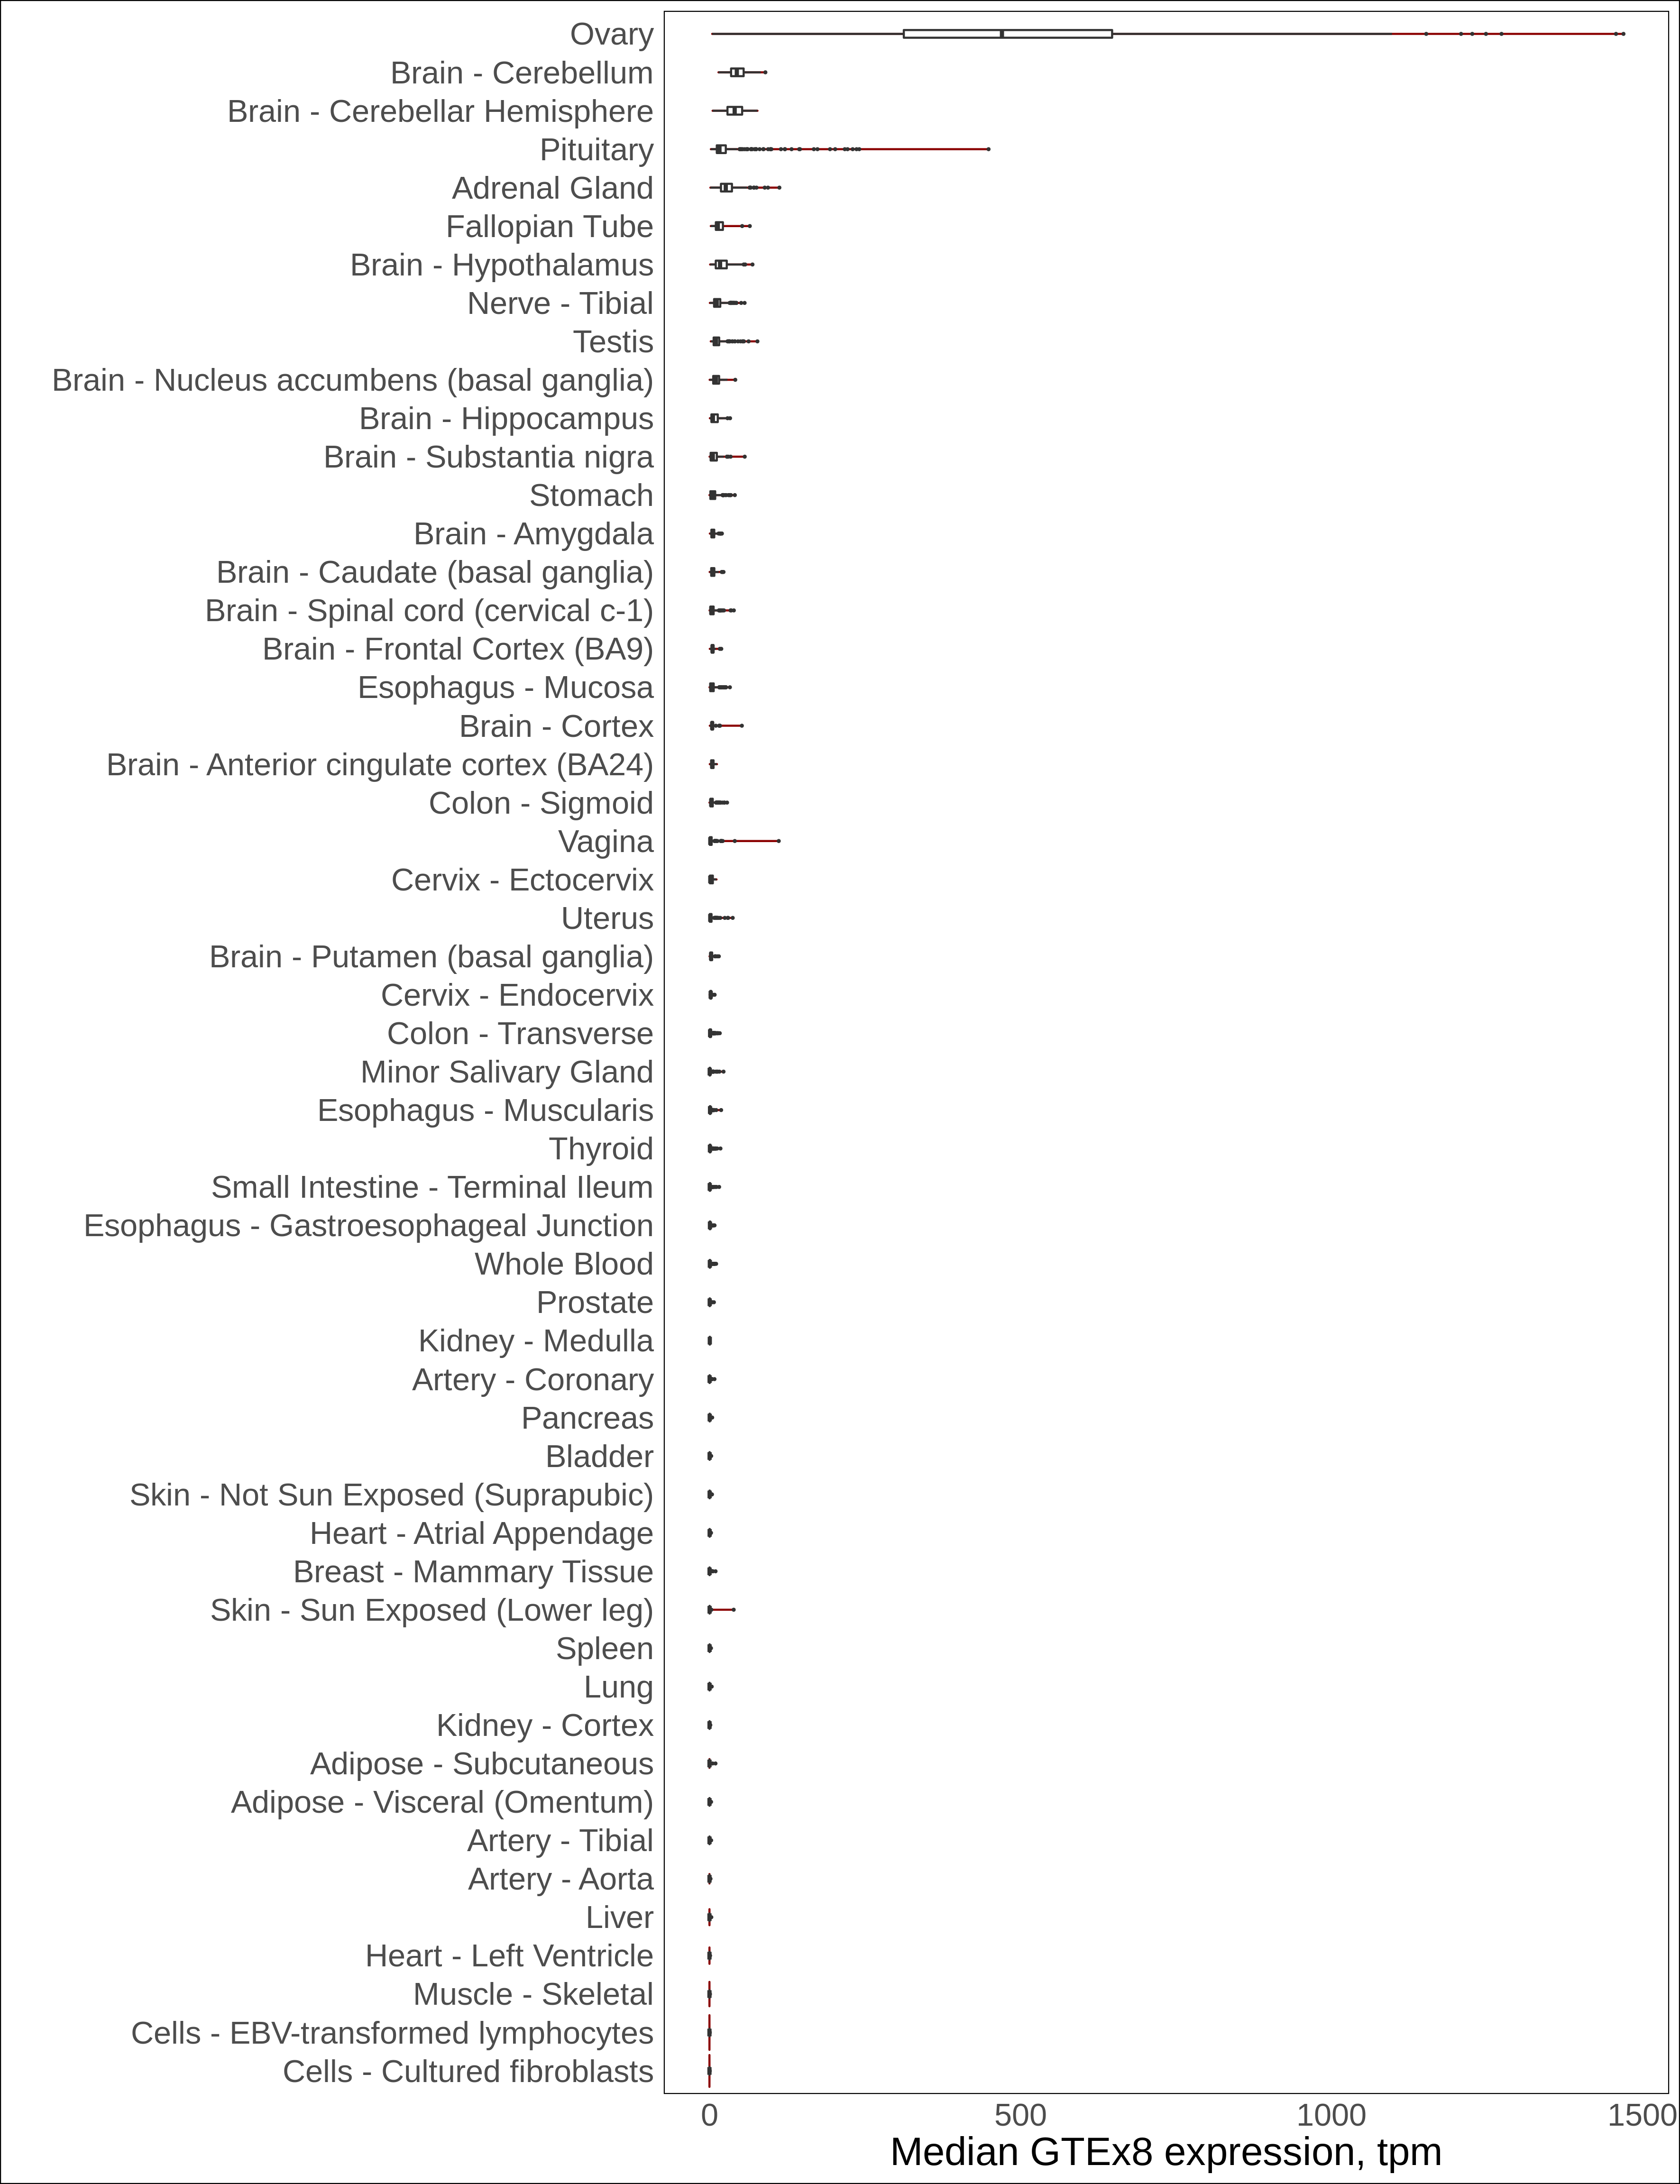 Ovary
Brain - Cerebellum
Brain - Cerebellar Hemisphere
Pituitary
Adrenal Gland
Fallopian Tube
Brain - Hypothalamus
Nerve - Tibial
Testis
Brain - Nucleus accumbens (basal ganglia)
Brain - Hippocampus
Brain - Substantia nigra
Stomach
Brain - Amygdala
Brain - Caudate (basal ganglia)
Brain - Spinal cord (cervical c-1)
Brain - Frontal Cortex (BA9)
Esophagus - Mucosa
Brain - Cortex
Brain - Anterior cingulate cortex (BA24)
Colon - Sigmoid
Vagina
Cervix - Ectocervix
Uterus
Brain - Putamen (basal ganglia)
Cervix - Endocervix
Colon - Transverse
Minor Salivary Gland
Esophagus - Muscularis
Thyroid
Small Intestine - Terminal Ileum
Esophagus - Gastroesophageal Junction
Whole Blood
Prostate
Kidney - Medulla
Artery - Coronary
Pancreas
Bladder
Skin - Not Sun Exposed (Suprapubic)
Heart - Atrial Appendage
Breast - Mammary Tissue
Skin - Sun Exposed (Lower leg)
Spleen
Lung
Kidney - Cortex
Adipose - Subcutaneous
Adipose - Visceral (Omentum)
Artery - Tibial
Artery - Aorta
Liver
Heart - Left Ventricle
Muscle - Skeletal
Cells - EBV-transformed lymphocytes
Cells - Cultured fibroblasts
0 500 1000 1500
Median GTEx8 expression, tpm